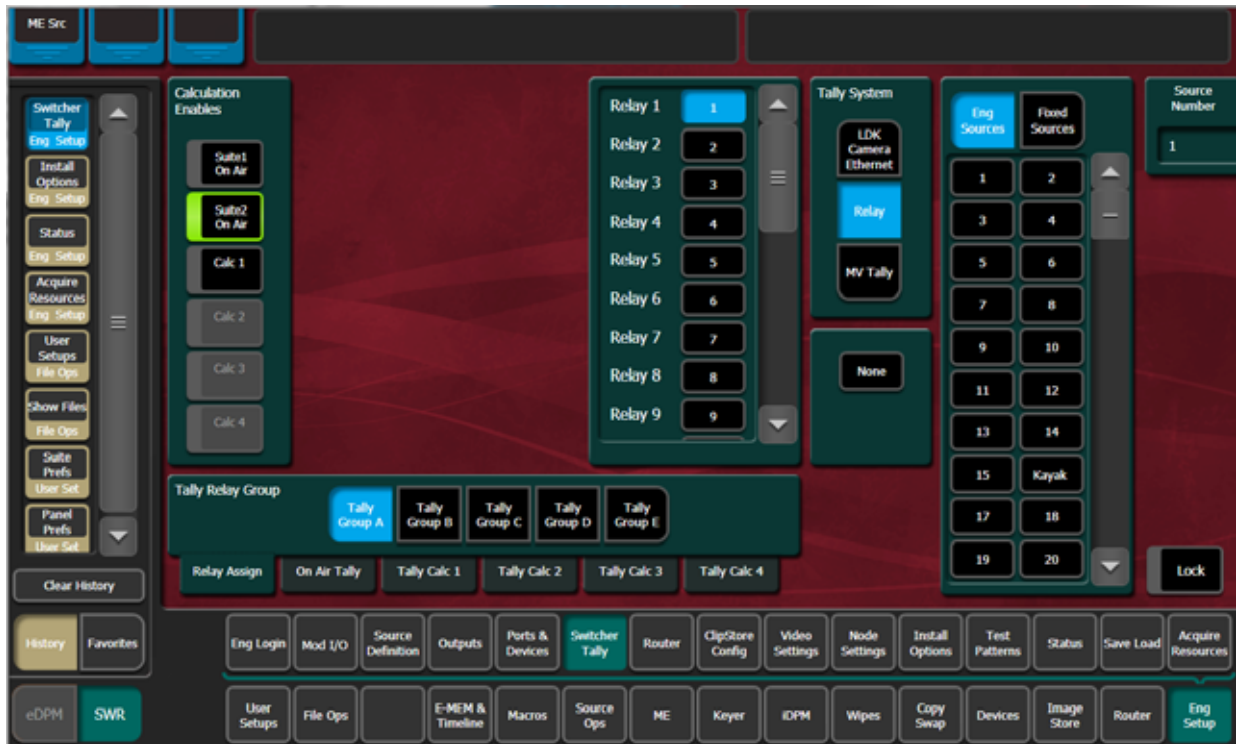 ME Src
Switcher
Tally
Eng Setup
Install
Options
Eng Setup
Status
Eng Setup
Acquire
Resources
Eng Setup
User
Setups
File Ops
Show Files
File Ops
Suite
Prefs
User Set
Panel
Prefs
User Set
Clear History
History
Favorites
eDPM
SWR
Calculation
Enables
Suite1
On Air
Suite2
On Air
Calc 1
Calc 2
Calc 3
Calc 4
Relay 1
1
Relay 2
2
Relay 3
3
Relay 4
4
Relay 5
5
Relay 6
6
Relay 7
7
Relay 8
8
Relay 9
9
Tally System
LDK
Camera
Ethernet
Relay
MV Tally
None
Eng
Sources
Fixed
Sources
1
2
3
4
5
6
7
8
9
10
11
12
13
14
15
Kayak
17
18
19
20
Source
Number
1
Lock
Tally Relay Group
Tally
Group A
Tally
Group B
Tally
Group C
Tally
Group D
Tally
Group E
Relay Assign
On Air Tally
Tally Calc 1
Tally Calc 2
Tally Calc 3
Tally Calc 4
Eng Login
Mod I/O
Source
Definition
Outputs
Ports &
Devices
Switcher
Tally
Router
ClipStore
Config
Video
Settings
Node
Settings
Install
Options
Test
Patterns
Status
Save Load
Acquire
Resources
User
Setups
File Ops
E-MEM &
Timeline
Macros
Source
Ops
ME
Keyer
iDPM
Wipes
Copy
Swap
Devices
Image
Store
Router
Eng
Setup